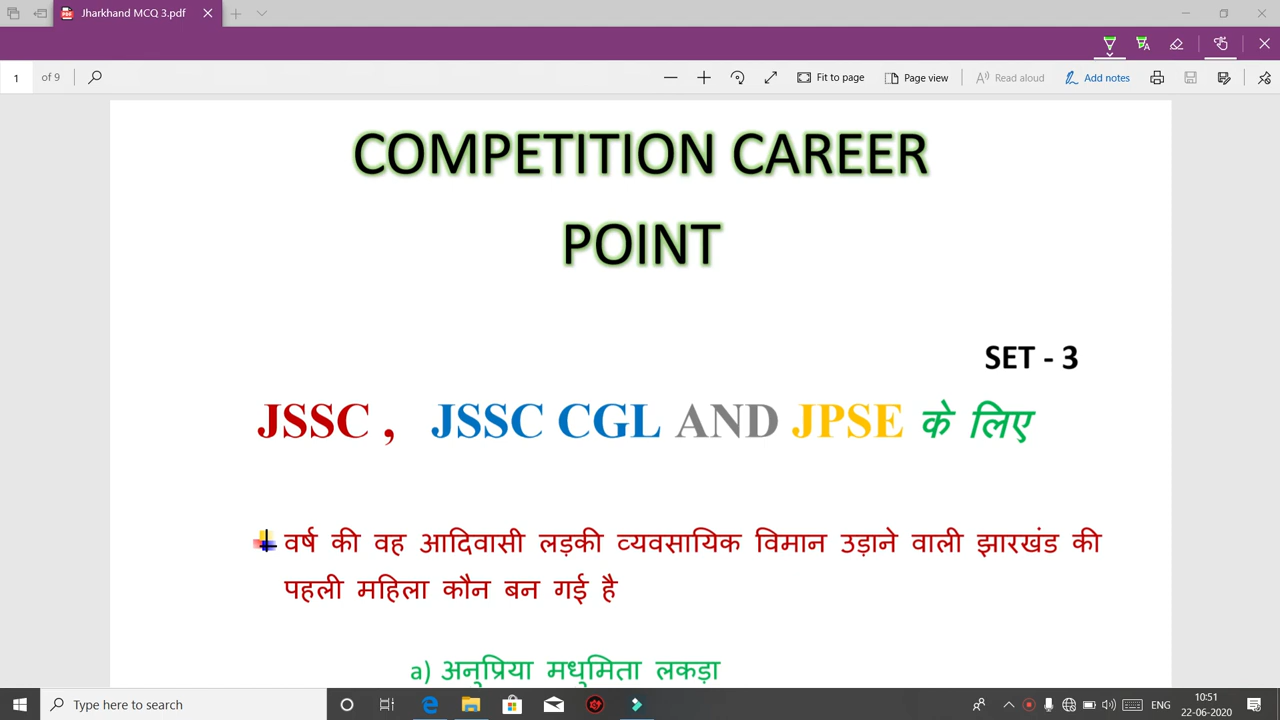 Jharkhand MCQ 3.pdf
1 of 9 Fit to page Page view Read aloud Add notes
COMPETITION CAREER
POINT
SET - 3
JSSC , JSSC CGL AND JPSE के लिए
वर्ष की वह आदिवासी लड़की व्यवसायिक विमान उड़ाने वाली झारखंड की
पहली महिला कौन बन गई है
a) अनुप्रिया मधुमिता लकड़ा
Type here to search ENG 10:51
22-06-2020